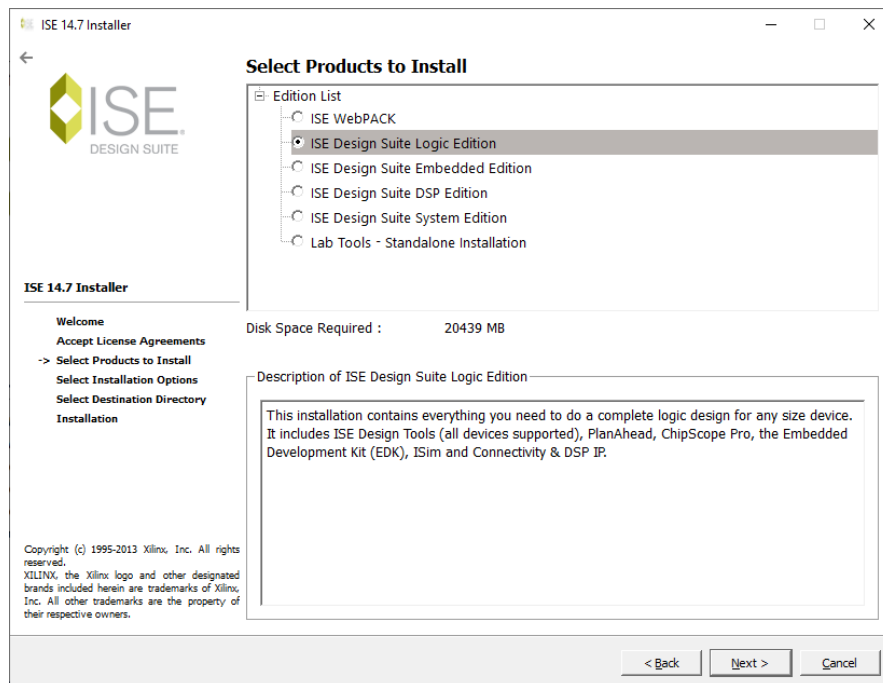 ISE 14.7 Installer
ISE
DESIGN SUITE
Select Products to Install
Edition List
ISE WebPACK
ISE Design Suite Logic Edition
ISE Design Suite Embedded Edition
ISE Design Suite DSP Edition
ISE Design Suite System Edition
Lab Tools - Standalone Installation
ISE 14.7 Installer
Welcome
Accept License Agreements
-> Select Products to Install
Select Installation Options
Select Destination Directory
Installation
Disk Space Required : 20439 MB
Description of ISE Design Suite Logic Edition
This installation contains everything you need to do a complete logic design for any size device.
It includes ISE Design Tools (all devices supported), PlanAhead, ChipScope Pro, the Embedded
Development Kit (EDK), ISim and Connectivity & DSP IP.
Copyright (c) 1995-2013 Xilinx, Inc. All rights
reserved.
XILINX, the Xilinx logo and other designated
brands included herein are trademarks of Xilinx,
Inc. All other trademarks are the property of
their respective owners.
< Back
Next >
Cancel